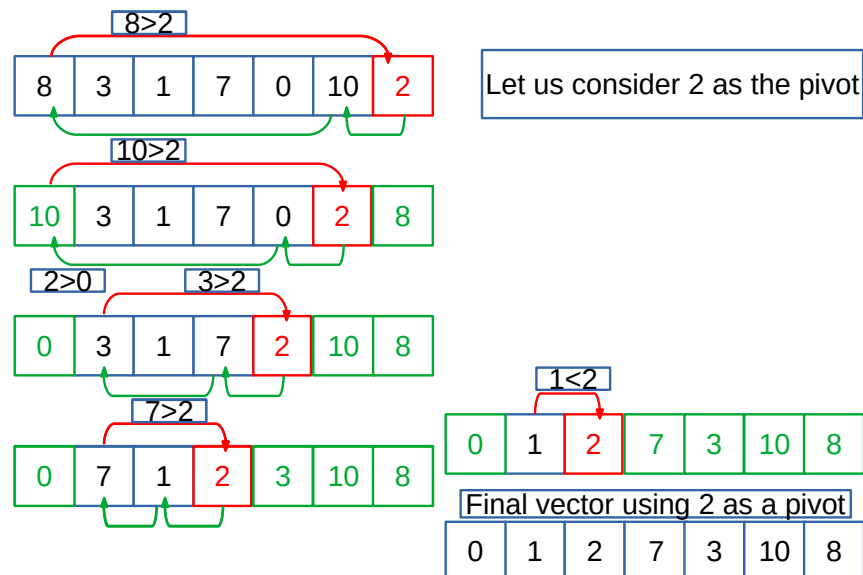 8>2
8 3 1 7 0 10 2
Let us consider 2 as the pivot
10>2
10 3 1 7 0 2 8
2>0 3>2
0 3 1 7 2 10 8
7>2
0 7 1 2 3 10 8
1<2
0 1 2 7 3 10 8
Final vector using 2 as a pivot
0 1 2 7 3 10 8